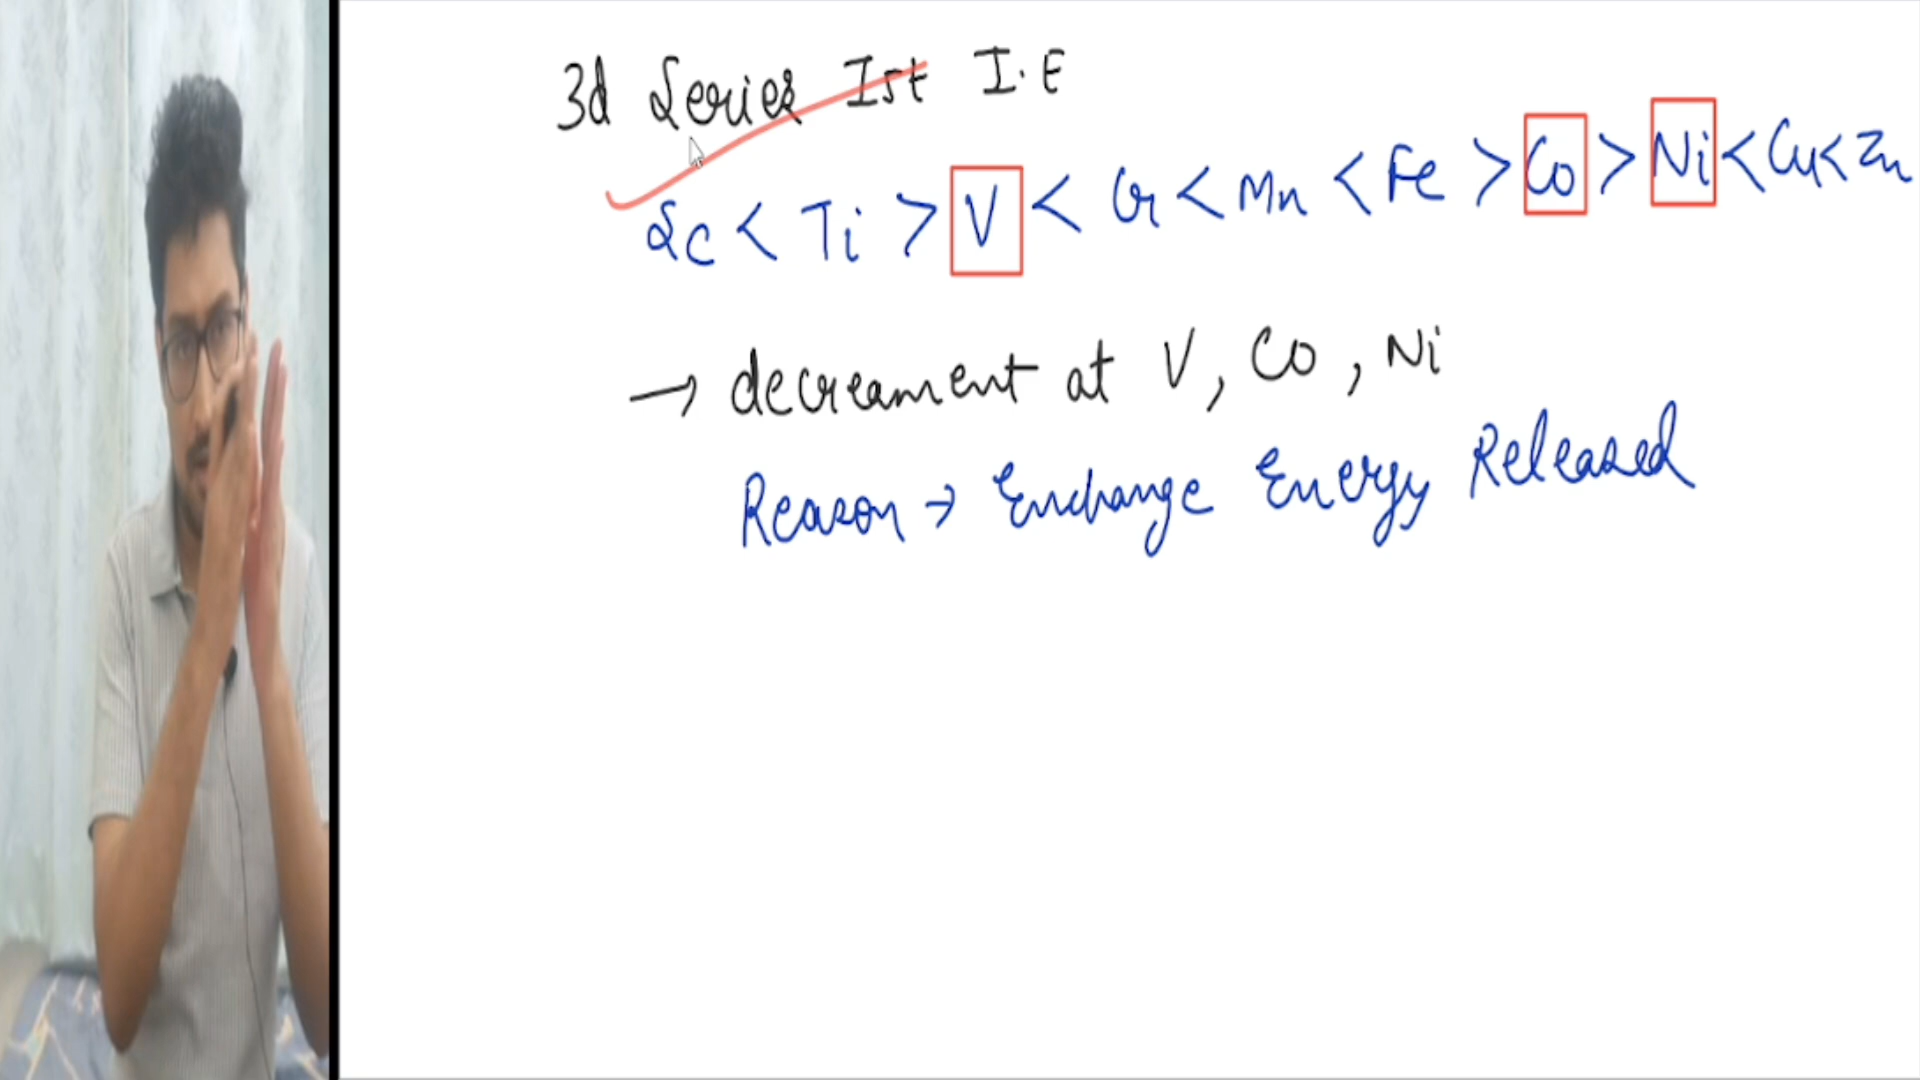 3d Series Ist I.E
Sc < Ti > V < Cr < Mn < Fe > Co > Ni < Cu < Zn
→ decreament at V, Co, Ni
Reason → Exchange Energy Released